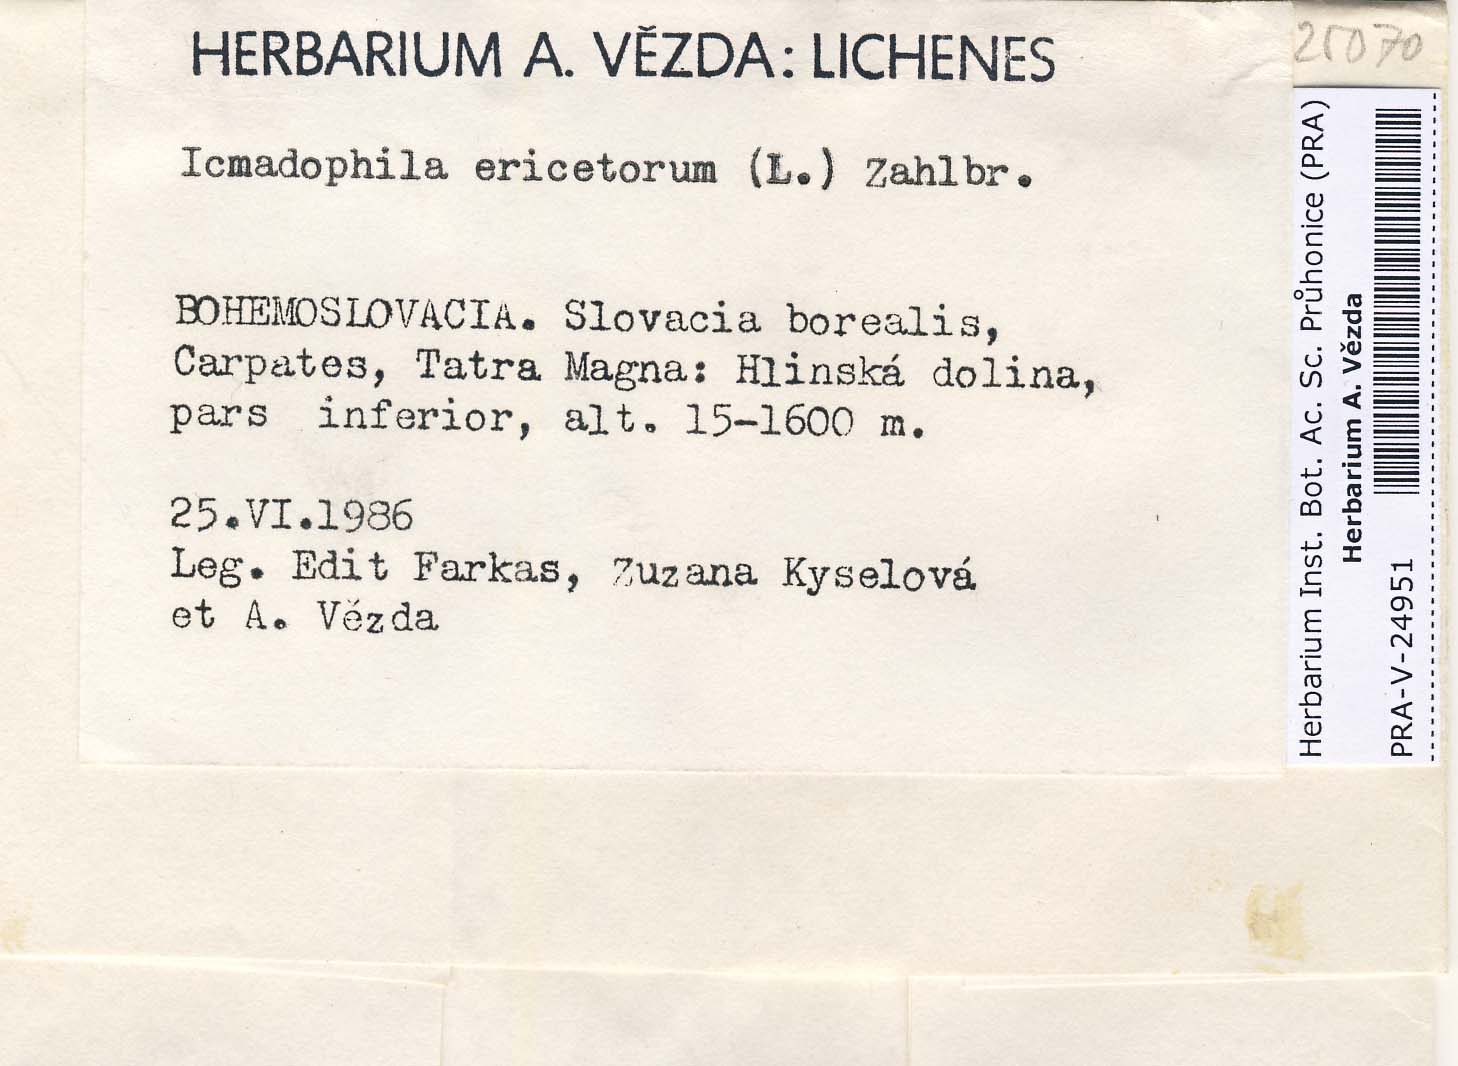 HERBARIUM A. VĚZDA: LICHENES
Icmadophila ericetorum (L.) Zahlbr.
BOHEMOSLOVACIA. Slovacia borealis,
Carpates, Tatra Magna: Hlinská dolina,
pars inferior, alt. 15-1600 m.
25.VI.1986
Leg. Edit Farkas, Zuzana Kyselová
et A. Vězda
25070
Herbarium Inst. Bot. Ac. Sc. Průhonice (PRA)
Herbarium A. Vězda
PRA-V-24951